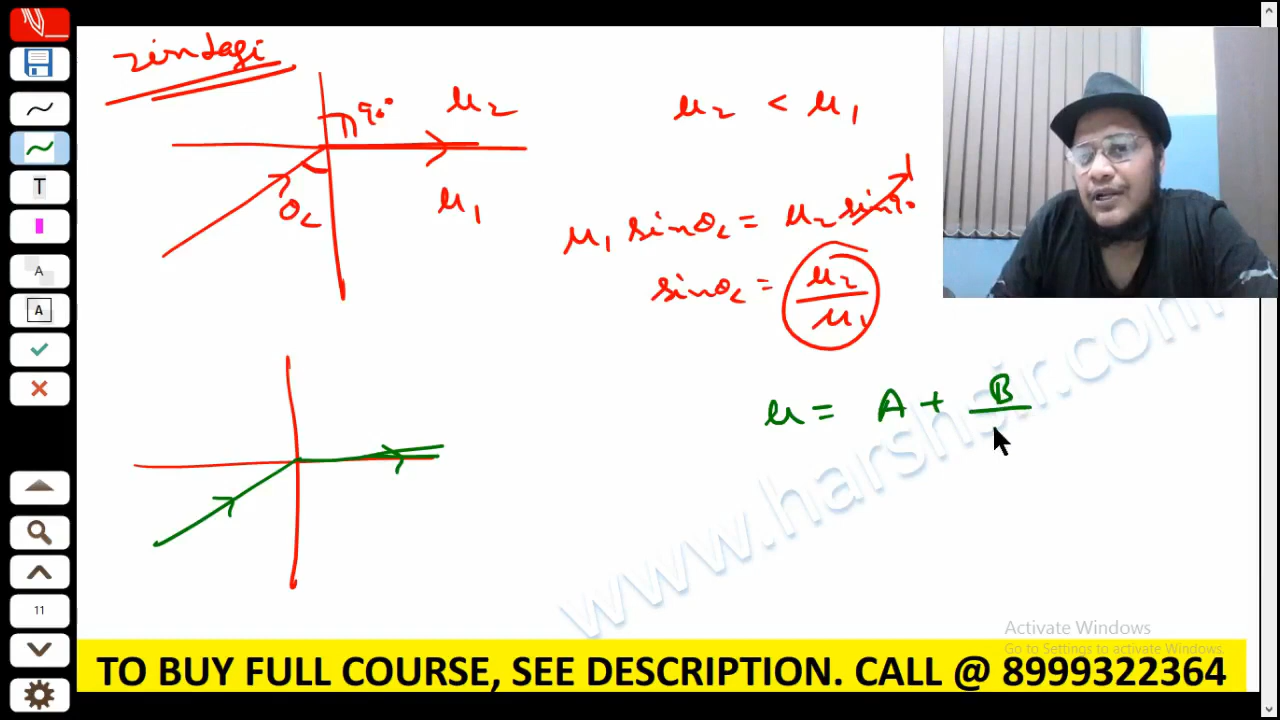 zindagi
90°
μ2
θc
μ1
μ2 < μ1
1
μ1 sinθc = μ2 sin90
sinθc = μ2/μ1
μ = A + B
T
A
A
11
www.harshsir.com
Activate Windows
Go to Settings to activate Windows.
TO BUY FULL COURSE, SEE DESCRIPTION. CALL @ 8999322364